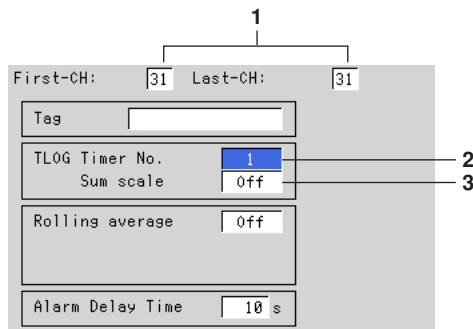 1
First-CH: 31 Last-CH: 31
Tag
TLOG Timer No. 1 2
Sum scale Off 3
Rolling average Off
Alarm Delay Time 10 s